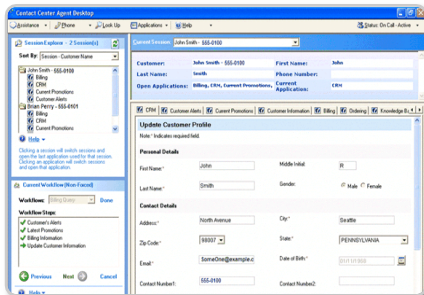 Contact Center Agent Desktop
Assistance Phone Look Up Applications Help Status: On Call - Active
Session Explorer - 2 Session(s)
Sort By: Session - Customer Name
John Smith - 555-0100
Billing
CRM
Current Promotions
Customer Alerts
Brian Perry - 555-0101
Billing
CRM
Current Promotions
Help
Clicking a session will switch sessions and
open the last application used for that session.
Clicking an application will switch sessions
and open that application.
Current Workflow (Non-Forced)
Workflows: Billing Query Done
Workflow Steps:
Customer's Alerts
Latest Promotions
Billing Information
Update Customer Information
Previous Next Cancel
Help
Current Session: John Smith - 555-0100
Customer: John Smith - 555-0100 First Name: John
Last Name: Smith Phone Number:
Open Applications: Billing, CRM, Current Promotions, Current Application: CRM
CRM Customer Alerts Current Promotions Customer Information Billing Ordering Knowledge B
Update Customer Profile
Note:* Indicates required field.
Personal Details
First Name:* John Middle Initial: R
Last Name:* Smith Gender: Male Female
Contact Details
Address:* North Avenue City:* Seattle
Zip Code:* 98007 State:* PENNSYLVANIA
Email:* SomeOne@example.c Date of Birth:* 01/11/1980
Contact Number1: 555-0100 Contact Number2: